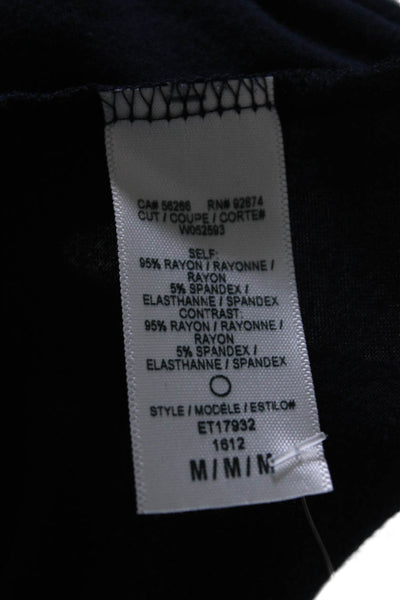 CA# 56266 RN# 92874
CUT / COUPE / CORTE#
W052593
SELF:
95% RAYON / RAYONNE /
RAYON
5% SPANDEX /
ELASTHANNE / SPANDEX
CONTRAST:
95% RAYON / RAYONNE /
RAYON
5% SPANDEX /
ELASTHANNE / SPANDEX
STYLE / MODÈLE / ESTILO#
ET17932
1612
M / M / M